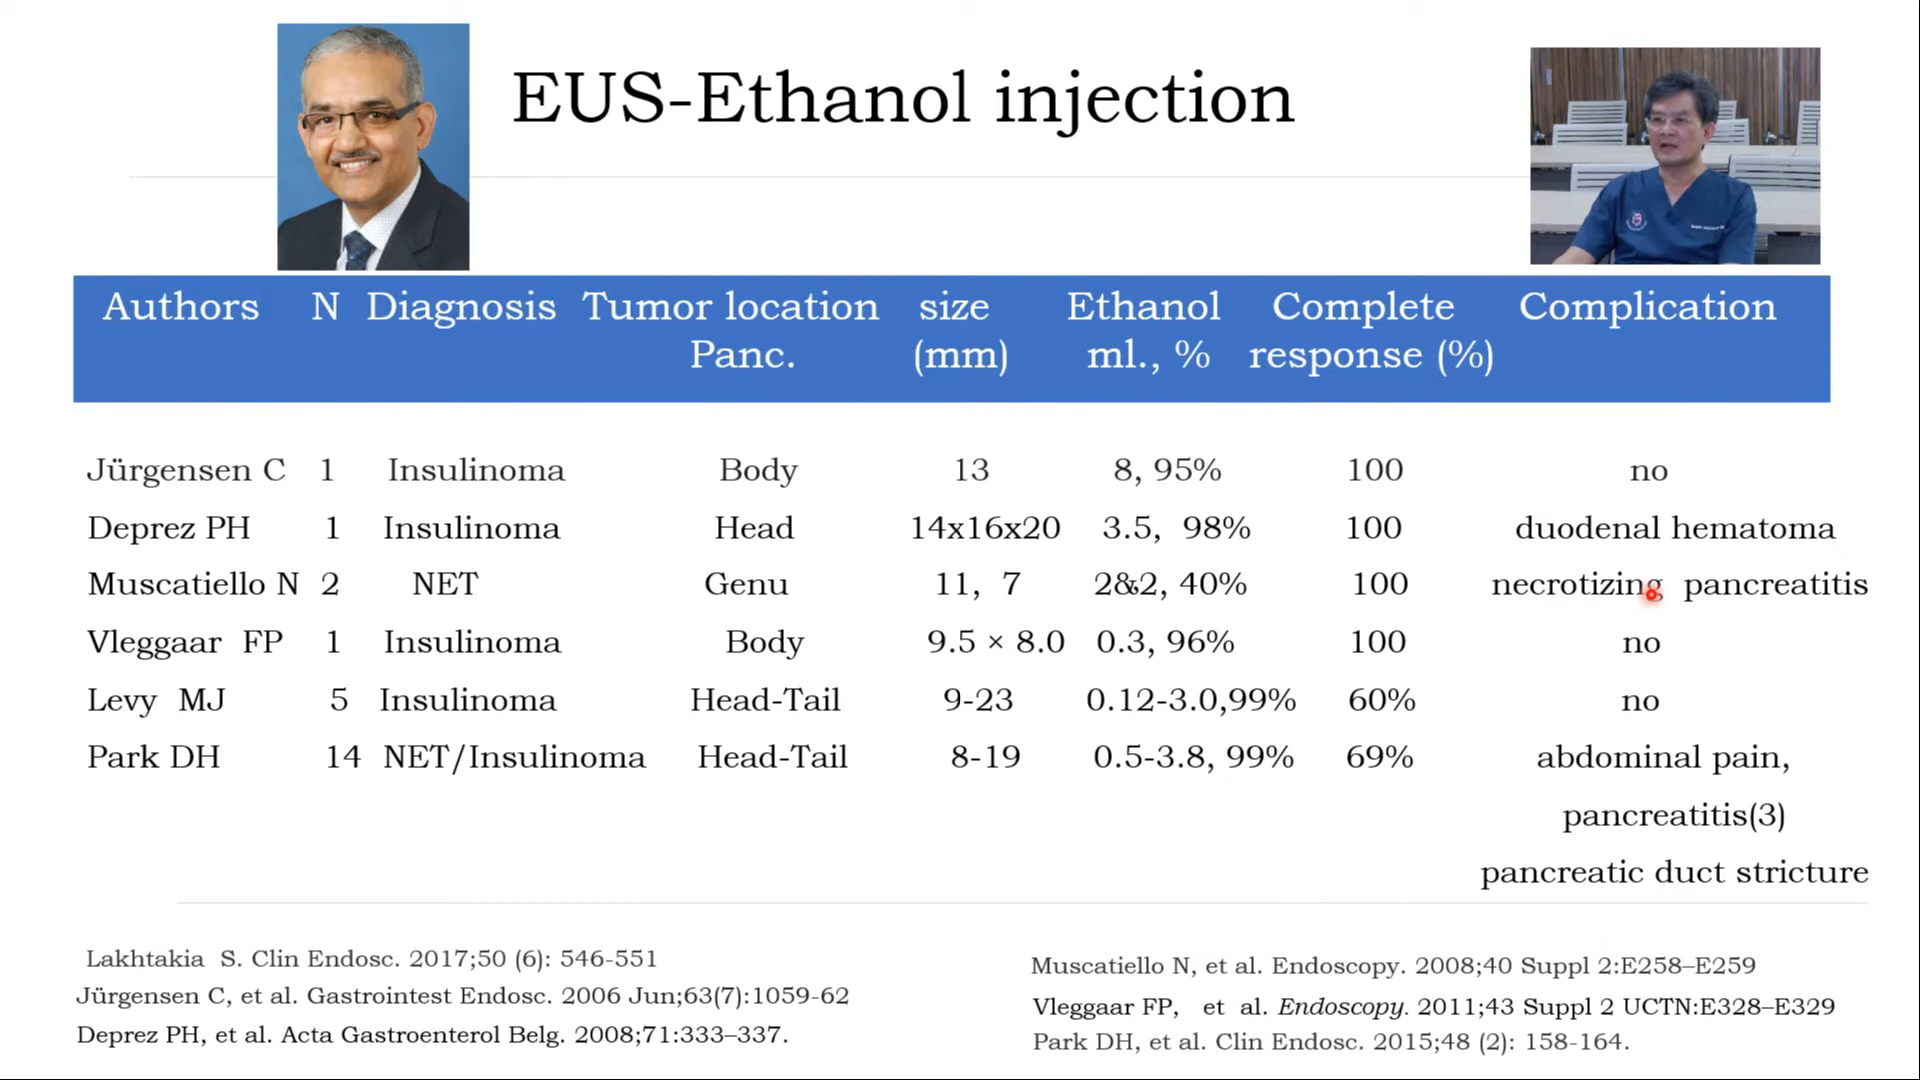 EUS-Ethanol injection
Authors N Diagnosis Tumor location size Ethanol Complete Complication
Panc. (mm) ml., % response (%)
Jürgensen C 1 Insulinoma Body 13 8, 95% 100 no
Deprez PH 1 Insulinoma Head 14x16x20 3.5, 98% 100 duodenal hematoma
Muscatiello N 2 NET Genu 11, 7 2&2, 40% 100 necrotizing pancreatitis
Vleggaar FP 1 Insulinoma Body 9.5 × 8.0 0.3, 96% 100 no
Levy MJ 5 Insulinoma Head-Tail 9-23 0.12-3.0,99% 60% no
Park DH 14 NET/Insulinoma Head-Tail 8-19 0.5-3.8, 99% 69% abdominal pain,
pancreatitis(3)
pancreatic duct stricture
Lakhtakia S. Clin Endosc. 2017;50 (6): 546-551
Jürgensen C, et al. Gastrointest Endosc. 2006 Jun;63(7):1059-62
Deprez PH, et al. Acta Gastroenterol Belg. 2008;71:333–337.
Muscatiello N, et al. Endoscopy. 2008;40 Suppl 2:E258–E259
Vleggaar FP, et al. Endoscopy. 2011;43 Suppl 2 UCTN:E328–E329
Park DH, et al. Clin Endosc. 2015;48 (2): 158-164.